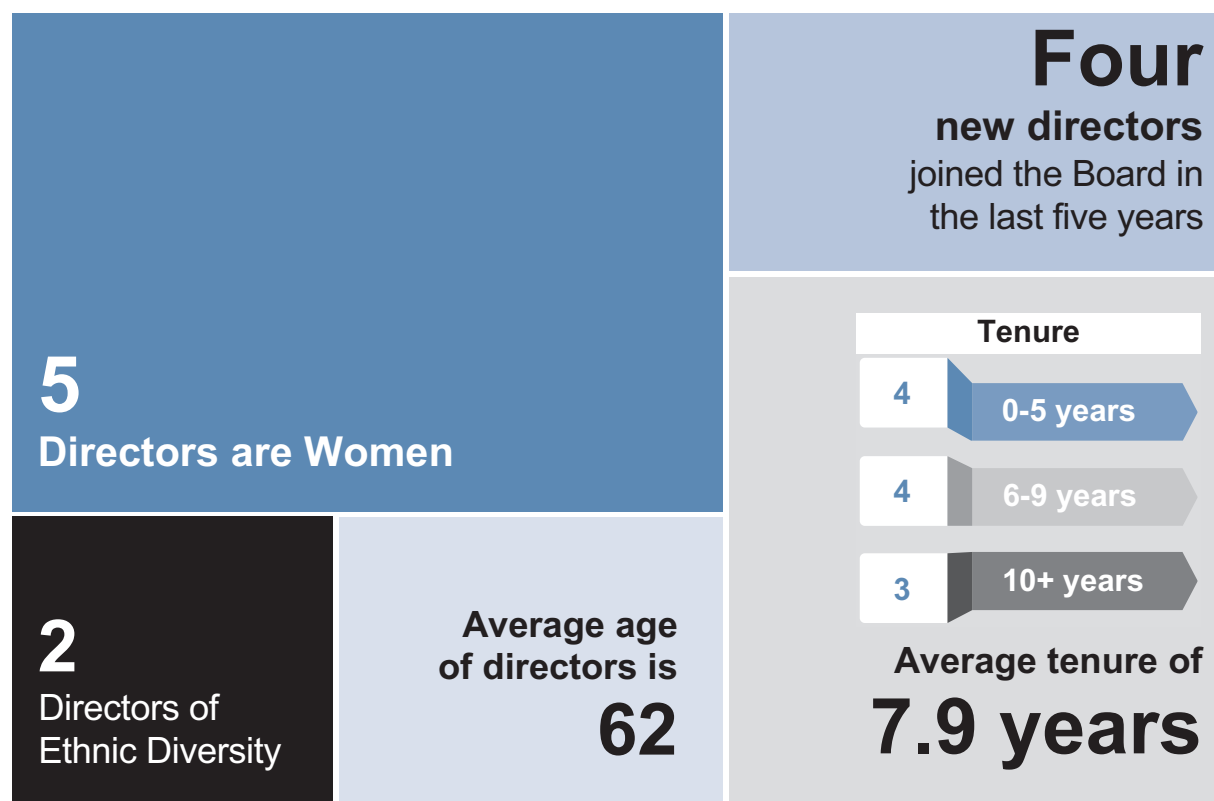 5
Directors are Women
2
Directors of
Ethnic Diversity
Average age
of directors is
62
Four
new directors
joined the Board in
the last five years
Tenure
4
0-5 years
4
6-9 years
3
10+ years
Average tenure of
7.9 years